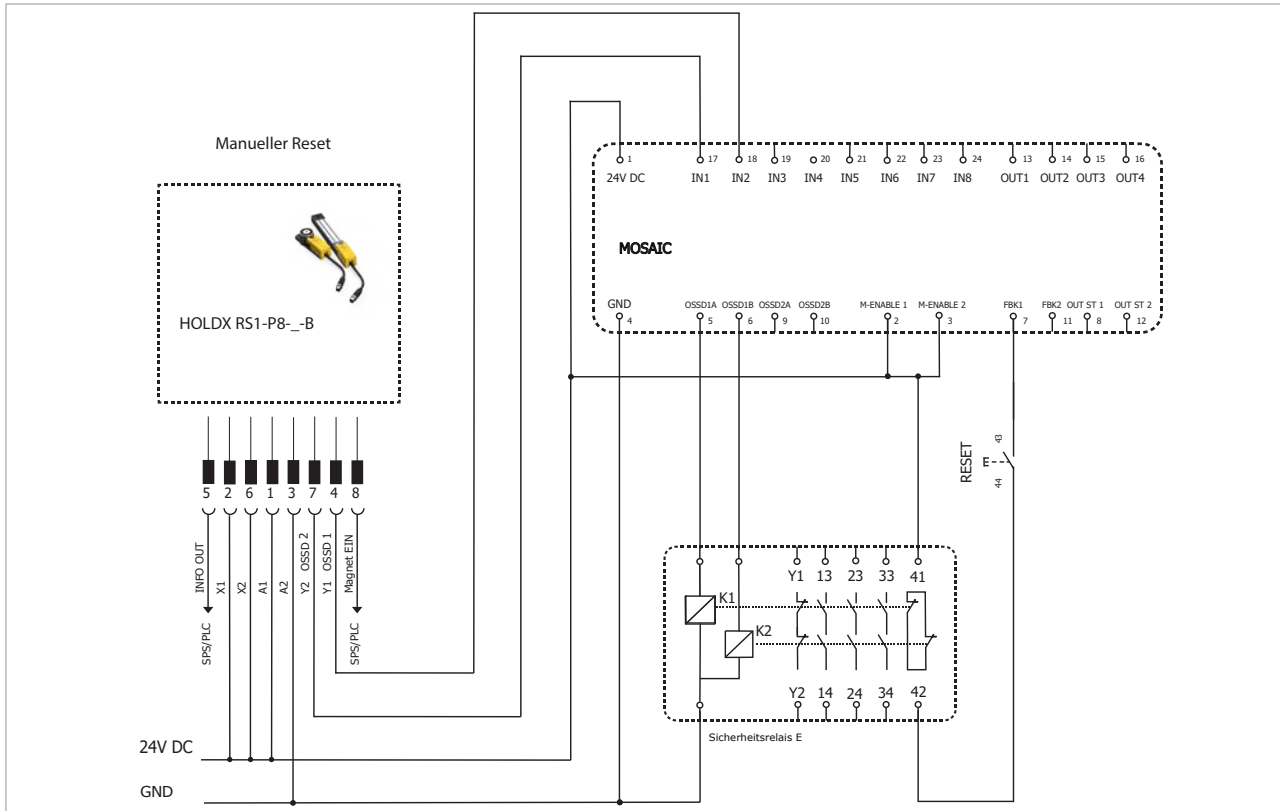 Manueller Reset
HOLDX RS1-P8-_-B
5 2 6 1 3 7 4 8
INFO OUT
X1
X2
A1
A2
Y2 OSSD 2
Y1 OSSD 1
Magnet EIN
SPS/PLC
SPS/PLC
24V DC
GND
1 17 18 19 20 21 22 23 24 13 14 15 16
24V DC IN1 IN2 IN3 IN4 IN5 IN6 IN7 IN8 OUT1 OUT2 OUT3 OUT4
MOSAIC
GND OSSD1A OSSD1B OSSD2A OSSD2B M-ENABLE 1 M-ENABLE 2 FBK1 FBK2 OUT ST 1 OUT ST 2
4 5 6 9 10 2 3 7 11 8 12
RESET
E
43
44
Y1 13 23 33 41
K1
K2
Y2 14 24 34 42
Sicherheitsrelais E